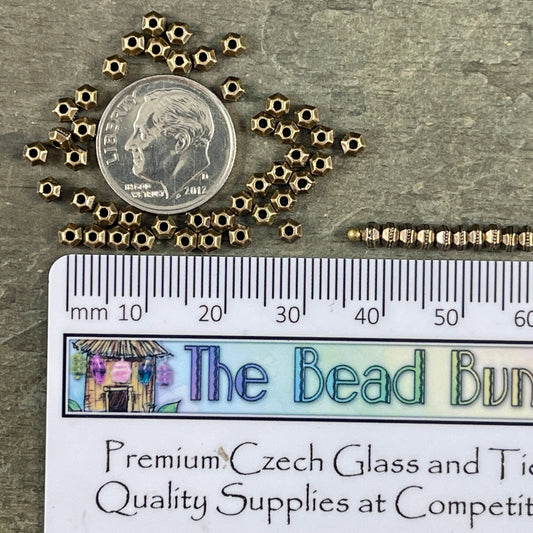 LIBERTY
IN GOD
WE TRUST
D
2012
mm 10 20 30 40 50 60
The Bead Bun
Premium Czech Glass and Tie
Quality Supplies at Competit